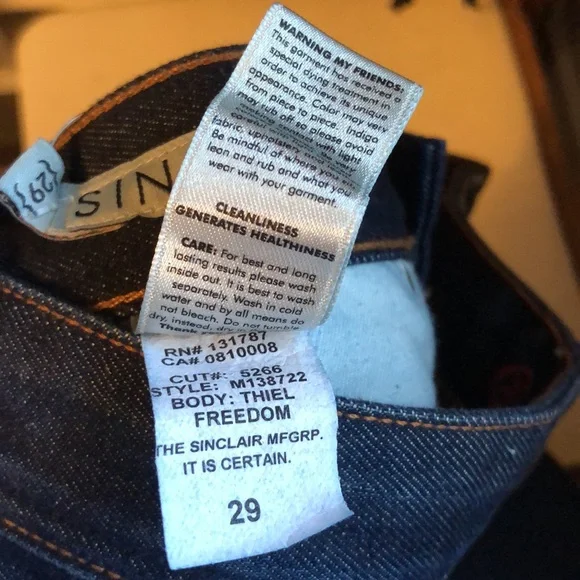 WARNING MY FRIENDS:
This garment has received a
special dying treatment in
order to achieve its unique
appearance. Color may very
from piece to piece. Indigo
may rub off so please avoid
with light
fabric,
Be mindful of where you
lean and rub and what you
wear with your garment.
CLEANLINESS
GENERATES HEALTHINESS
CARE: For best and long
lasting results please wash
inside out. It is best to wash
separately. Wash in cold
water and by all means do
not bleach. Do not tumble
dry, instead, dry
{29}
SIN
RN# 131787
CA# 0810008
CUT#: 5266
STYLE: M138722
BODY: THIEL
FREEDOM
THE SINCLAIR MFGRP.
IT IS CERTAIN.
29